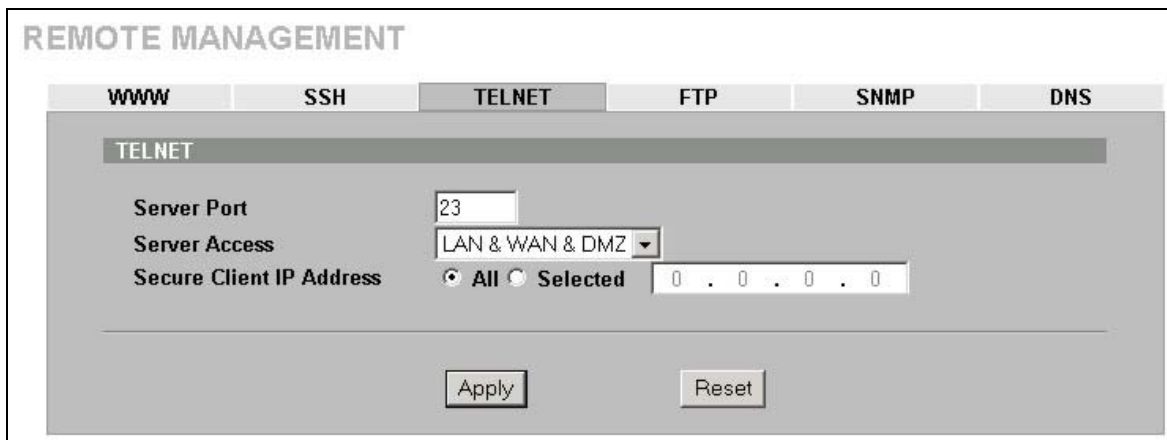 REMOTE MANAGEMENT
WWW SSH TELNET FTP SNMP DNS
TELNET
Server Port 23
Server Access LAN & WAN & DMZ
Secure Client IP Address All Selected 0 . 0 . 0 . 0
Apply Reset